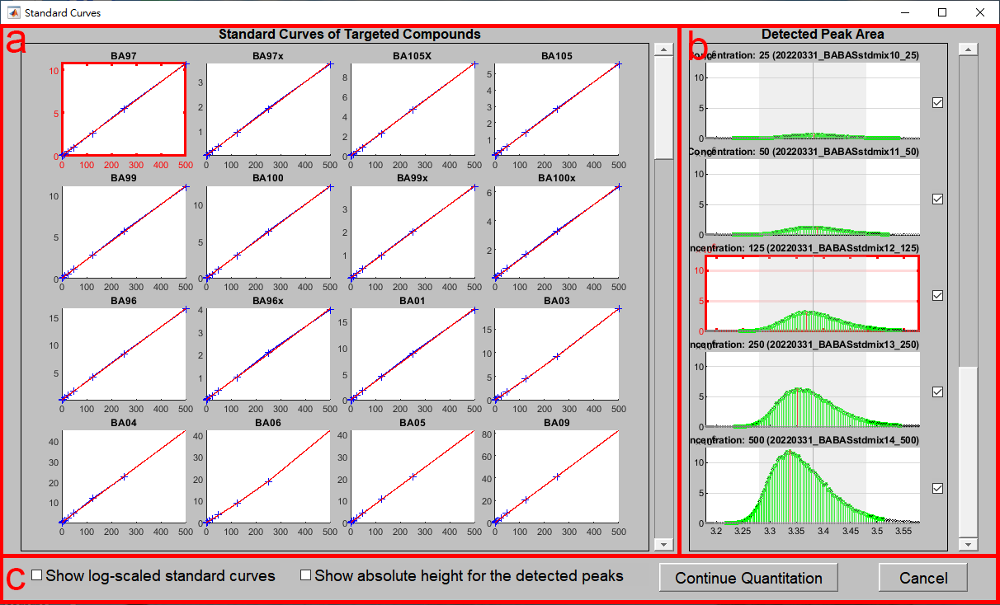 Standard Curves
a
Standard Curves of Targeted Compounds
BA97 BA97x BA105X BA105
10
5
0
0 100 200 300 400 500
3
2
1
0 100 200 300 400 500
8
6
4
2
0
0 100 200 300 400 500
5
4
3
2
1
0 100 200 300 400 500
BA99 BA100 BA99x BA100x
10
5
0
0 100 200 300 400 500
10
5
0
0 100 200 300 400 500
3
2
1
0
0 100 200 300 400 500
6
4
2
0 100 200 300 400 500
BA96 BA96x BA01 BA03
15
10
5
0 100 200 300 400 500
4
3
2
1
0
0 100 200 300 400 500
15
10
5
0
0 100 200 300 400 500
15
10
5
0
0 100 200 300 400 500
BA04 BA06 BA05 BA09
40
30
20
10
0 100 200 300 400 500
40
30
20
10
0
0 100 200 300 400 500
40
30
20
10
0
0 100 200 300 400 500
80
60
40
20
0
0 100 200 300 400 500
b
Detected Peak Area
Concentration: 25 (20220331_BABASstdmix10_25)
10
5
0
Concentration: 50 (20220331_BABASstdmix11_50)
10
5
0
ncentration: 125 (20220331_BABASstdmix12_125)
10
5
0
ncentration: 250 (20220331_BABASstdmix13_250)
10
5
0
ncentration: 500 (20220331_BABASstdmix14_500)
10
5
0
3.2 3.25 3.3 3.35 3.4 3.45 3.5 3.55
c
Show log-scaled standard curves
Show absolute height for the detected peaks
Continue Quantitation
Cancel